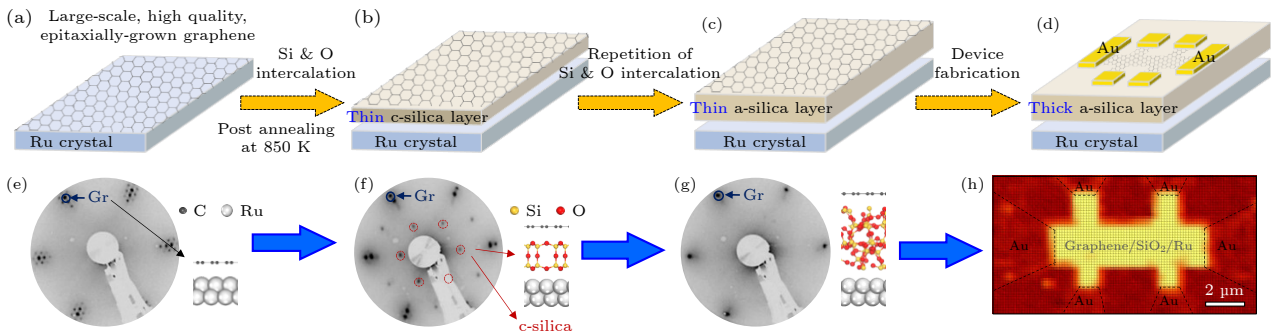 (a)
Large-scale, high quality,
epitaxially-grown graphene
Ru crystal
Si & O
intercalation
Post annealing
at 850 K
(b)
Thin c-silica layer
Ru crystal
Repetition of
Si & O intercalation
(c)
Thin a-silica layer
Ru crystal
Device
fabrication
(d)
Au
Au
Thick a-silica layer
Ru crystal
(e)
Gr
C Ru
(f)
Gr
Si O
c-silica
(g)
Gr
(h)
Au Au
Au Graphene/SiO2/Ru Au
Au Au
2 µm